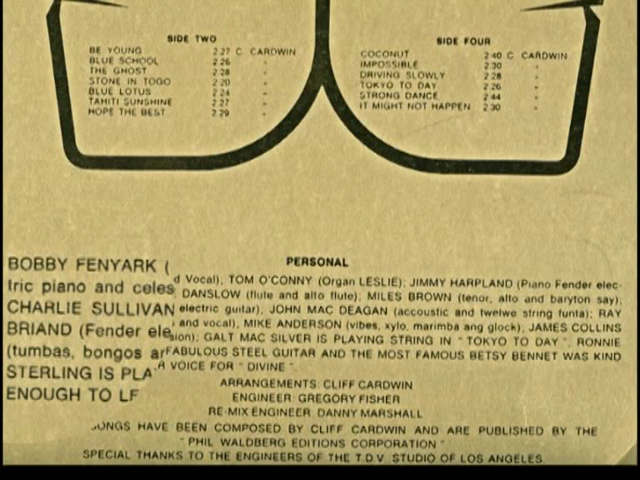 SIDE TWO
BE YOUNG 2.27 C. CARDWIN
BLUE SCHOOL 2.26 "
THE GHOST 2.28 "
STONE IN TOGO 2.20 "
BLUE LOTUS 2.24 "
TAHITI SUNSHINE 2.27 "
HOPE THE BEST 2.29 "
SIDE FOUR
COCONUT 2.40 C. CARDWIN
IMPOSSIBLE 2.30 "
DRIVING SLOWLY 2.28 "
TOKYO TO DAY 2.26 "
STRONG DANCE 2.44 "
IT MIGHT NOT HAPPEN 2.30 "
PERSONAL
BOBBY FENYARK (
d Vocal), TOM O'CONNY (Organ LESLIE); JIMMY HARPLAND (Piano Fender elec-
tric piano and celes
DANSLOW (flute and alto flute); MILES BROWN (tenor, alto and baryton say);
CHARLIE SULLIVAN
electric guitar), JOHN MAC DEAGAN (accoustic and twelwe string funta); RAY
BRIAND (Fender ele
and vocal), MIKE ANDERSON (vibes, xylo, marimba ang glock), JAMES COLLINS
(tumbas, bongos ar
sion); GALT MAC SILVER IS PLAYING STRING IN " TOKYO TO DAY ". RONNIE
STERLING IS PLA
FABULOUS STEEL GUITAR AND THE MOST FAMOUS BETSY BENNET WAS KIND
ENOUGH TO LE
R VOICE FOR " DIVINE ".
ARRANGEMENTS: CLIFF CARDWIN
ENGINEER: GREGORY FISHER
RE-MIX ENGINEER: DANNY MARSHALL
SONGS HAVE BEEN COMPOSED BY CLIFF CARDWIN AND ARE PUBLISHED BY THE
" PHIL WALDBERG EDITIONS CORPORATION "
SPECIAL THANKS TO THE ENGINEERS OF THE T.D.V. STUDIO OF LOS ANGELES